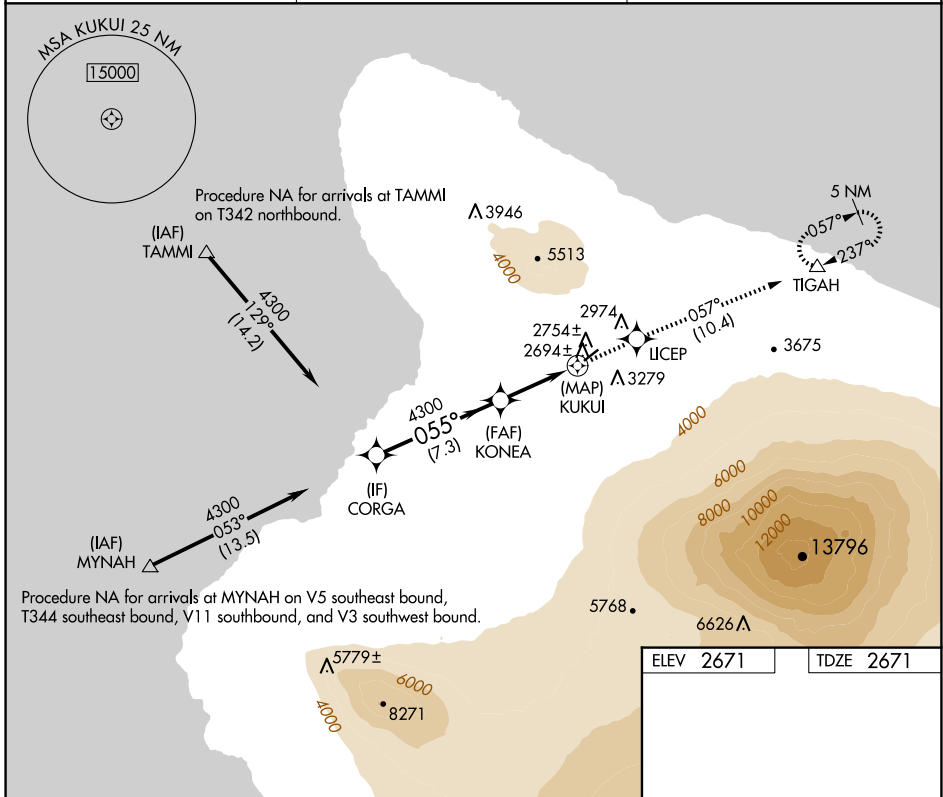 MSA KUKUI 25 NM
15000
Procedure NA for arrivals at TAMMI
on T342 northbound.
(IAF)
TAMMI
4300
129°
(14.2)
3946
5513
4000
5 NM
057°
237°
TIGAH
057°
(10.4)
2974
2754±
2694±
LICEP
3675
(MAP)
KUKUI
3279
4300
055°
(7.3)
(FAF)
KONEA
(IF)
CORGA
4000
6000
8000
10000
12000
13796
4300
053°
(13.5)
(IAF)
MYNAH
Procedure NA for arrivals at MYNAH on V5 southeast bound,
T344 southeast bound, V11 southbound, and V3 southwest bound.
5768
6626
5779±
6000
4000
8271
ELEV 2671
TDZE 2671